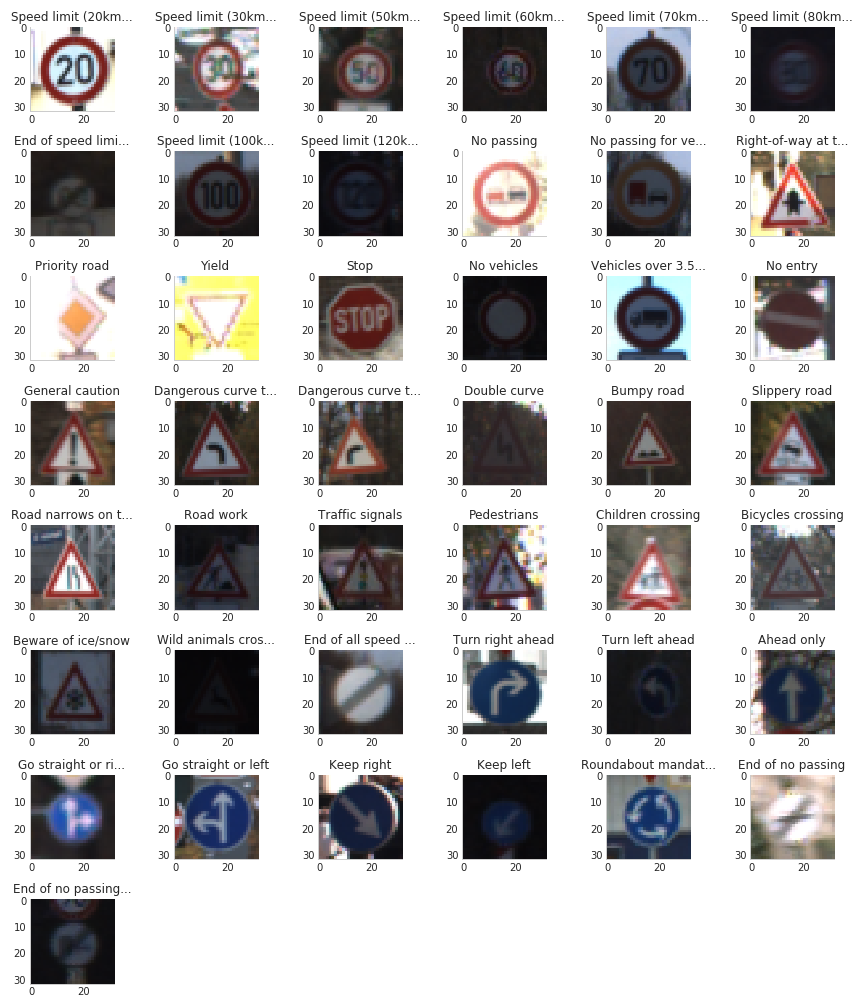 Speed limit (20km... Speed limit (30km... Speed limit (50km... Speed limit (60km... Speed limit (70km... Speed limit (80km...
0 0 0 0 0 0
10 10 10 10 10 10
20 30 50 60 70
20 20 20 20 20 20
30 30 30 30 30 30
0 20 0 20 0 20 0 20 0 20 0 20
End of speed limi... Speed limit (100k... Speed limit (120k... No passing No passing for ve... Right-of-way at t...
0 0 0 0 0 0
10 10 10 10 10 10
100 120
20 20 20 20 20 20
30 30 30 30 30 30
0 20 0 20 0 20 0 20 0 20 0 20
Priority road Yield Stop No vehicles Vehicles over 3.5... No entry
0 0 0 0 0 0
10 10 10 10 10 10
STOP
20 20 20 20 20 20
30 30 30 30 30 30
0 20 0 20 0 20 0 20 0 20 0 20
General caution Dangerous curve t... Dangerous curve t... Double curve Bumpy road Slippery road
0 0 0 0 0 0
10 10 10 10 10 10
20 20 20 20 20 20
30 30 30 30 30 30
0 20 0 20 0 20 0 20 0 20 0 20
Road narrows on t... Road work Traffic signals Pedestrians Children crossing Bicycles crossing
0 0 0 0 0 0
10 10 10 10 10 10
20 20 20 20 20 20
30 30 30 30 30 30
0 20 0 20 0 20 0 20 0 20 0 20
Beware of ice/snow Wild animals cros... End of all speed ... Turn right ahead Turn left ahead Ahead only
0 0 0 0 0 0
10 10 10 10 10 10
20 20 20 20 20 20
30 30 30 30 30 30
0 20 0 20 0 20 0 20 0 20 0 20
Go straight or ri... Go straight or left Keep right Keep left Roundabout mandat... End of no passing
0 0 0 0 0 0
10 10 10 10 10 10
20 20 20 20 20 20
30 30 30 30 30 30
0 20 0 20 0 20 0 20 0 20 0 20
End of no passing...
0
10
20
30
0 20